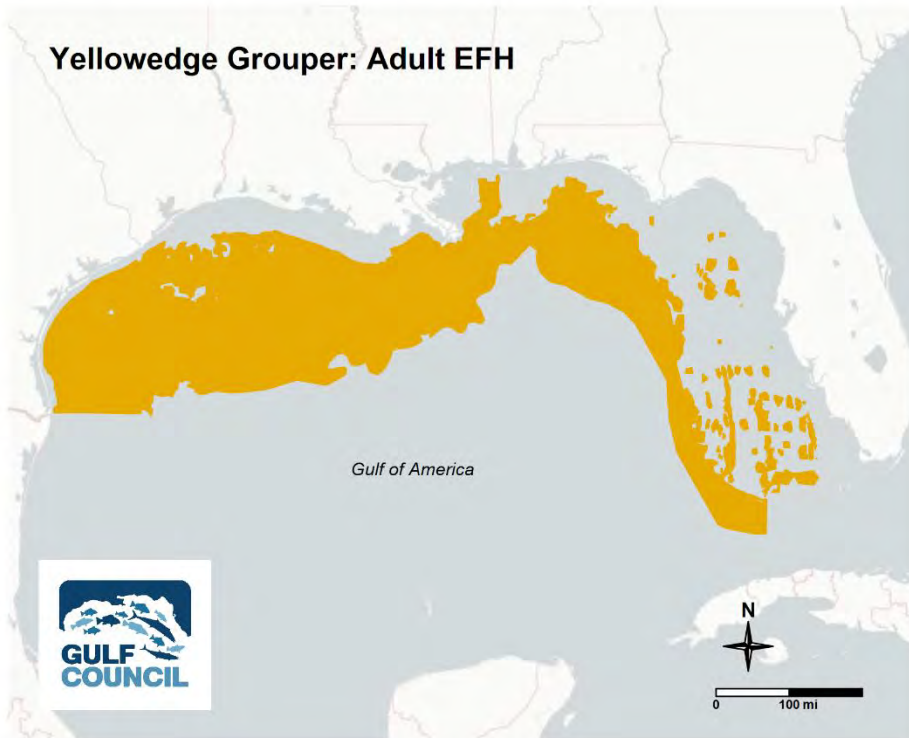 Yellowedge Grouper: Adult EFH
Gulf of America
GULF
COUNCIL
N
0 100 mi